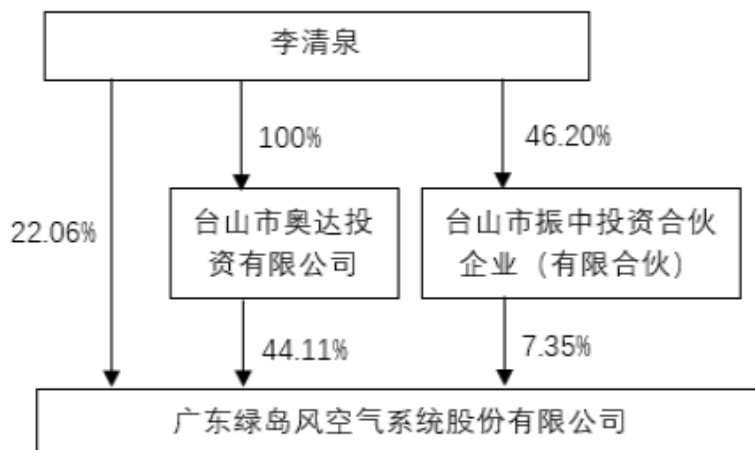 李清泉
100%
46.20%
22.06%
台山市奥达投
资有限公司
台山市振中投资合伙
企业（有限合伙）
44.11%
7.35%
广东绿岛风空气系统股份有限公司